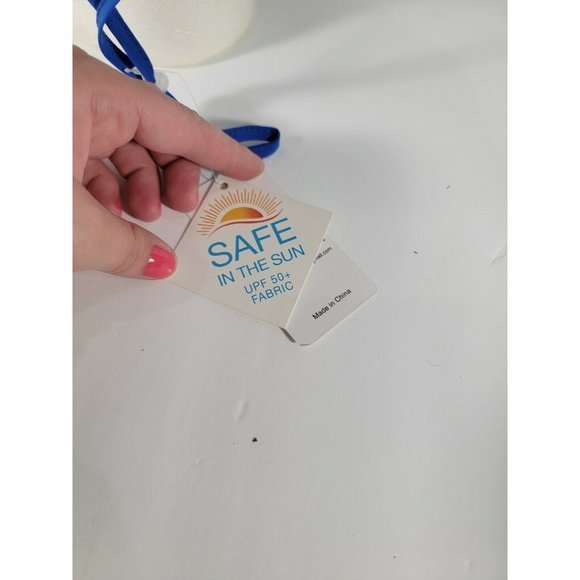 SAFE
IN THE SUN
UPF 50+
FABRIC
Made in China